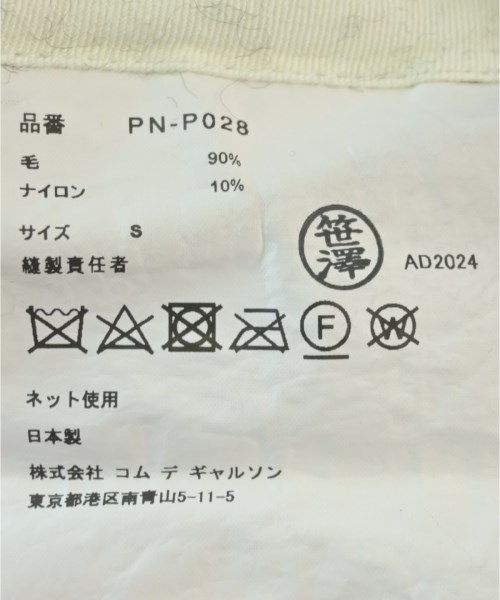 品番 PN-P028
毛 90%
ナイロン 10%
サイズ S
縫製責任者 笹澤 AD2024
F W
ネット使用
日本製
株式会社 コム デ ギャルソン
東京都港区南青山5-11-5